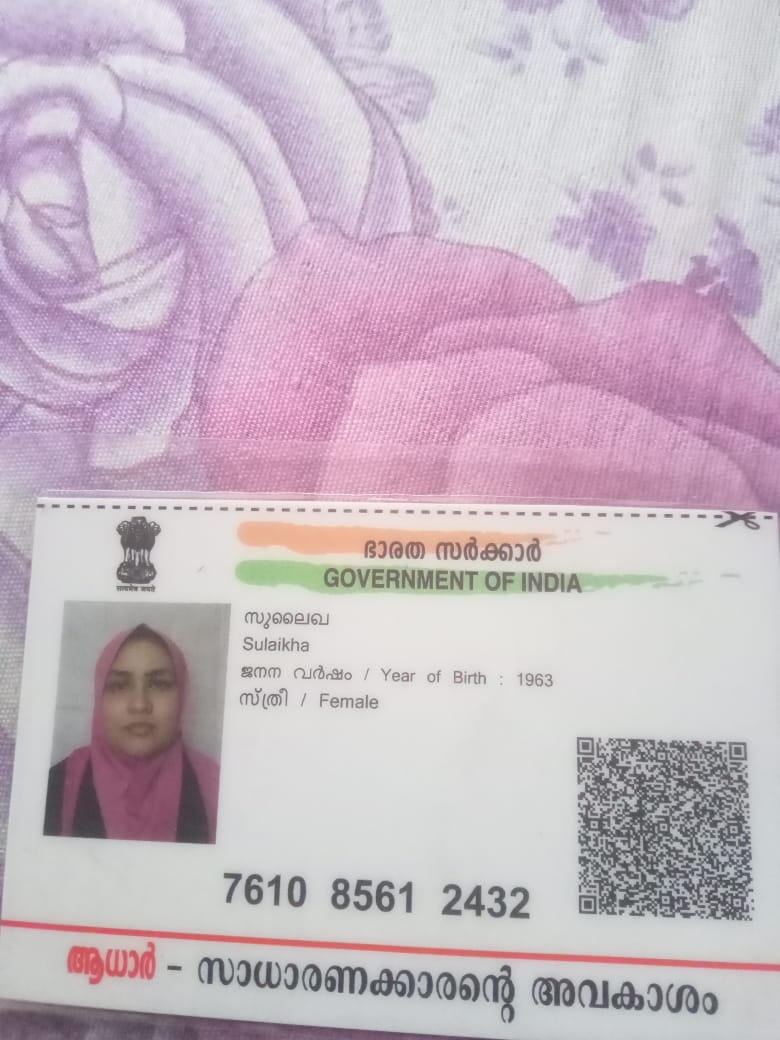 सत्यमेव जयते
ഭാരത സർക്കാർ
GOVERNMENT OF INDIA
സുലൈഖ
Sulaikha
ജനന വർഷം / Year of Birth : 1963
സ്ത്രീ / Female
7610 8561 2432
ആധാർ - സാധാരണക്കാരന്റെ അവകാശം